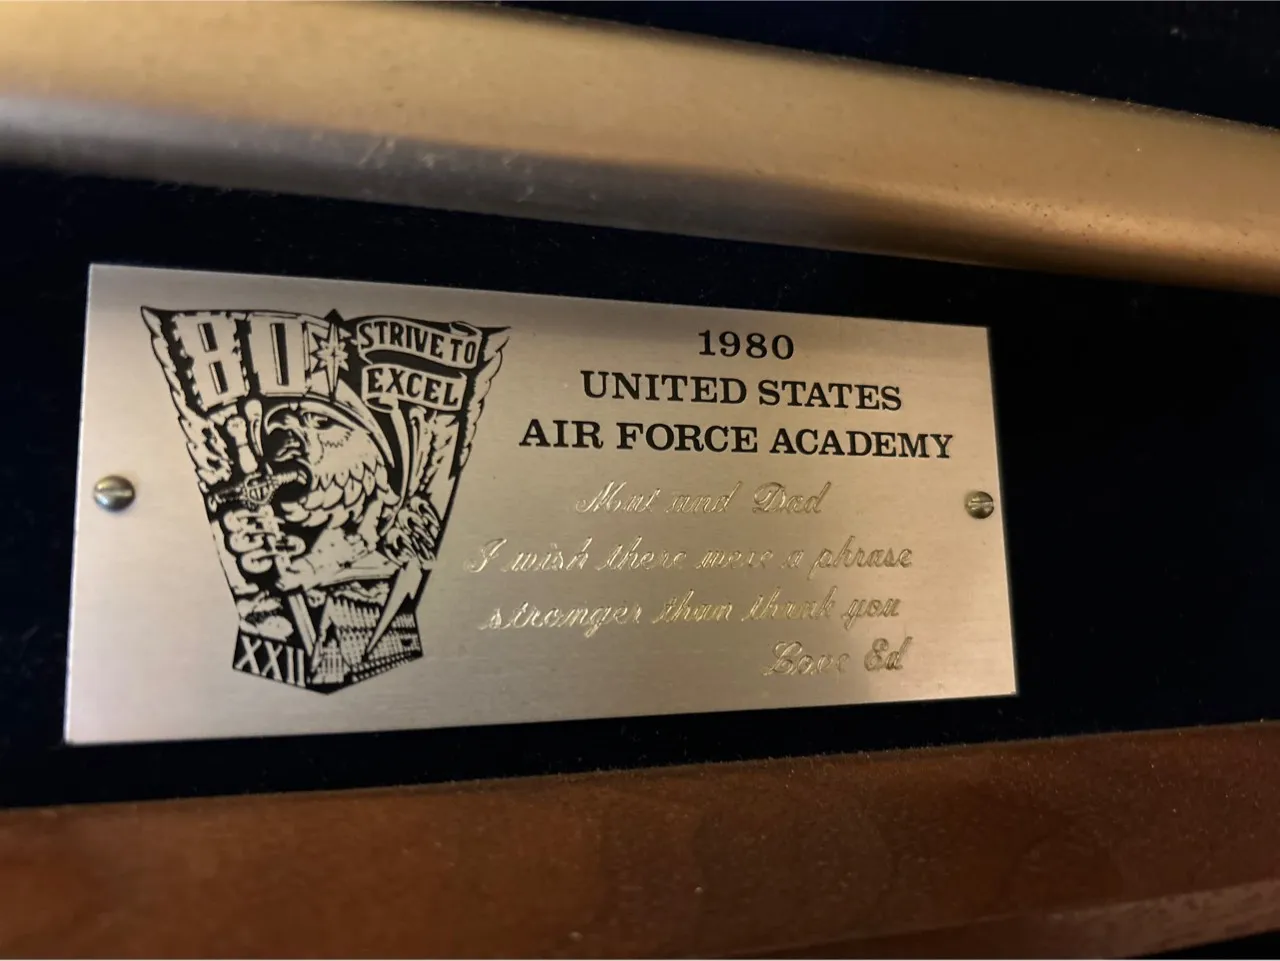 80
STRIVE TO
EXCEL
XXII
1980
UNITED STATES
AIR FORCE ACADEMY
Mut and Dad
I wish there were a phrase
stronger than thank you
Love Ed